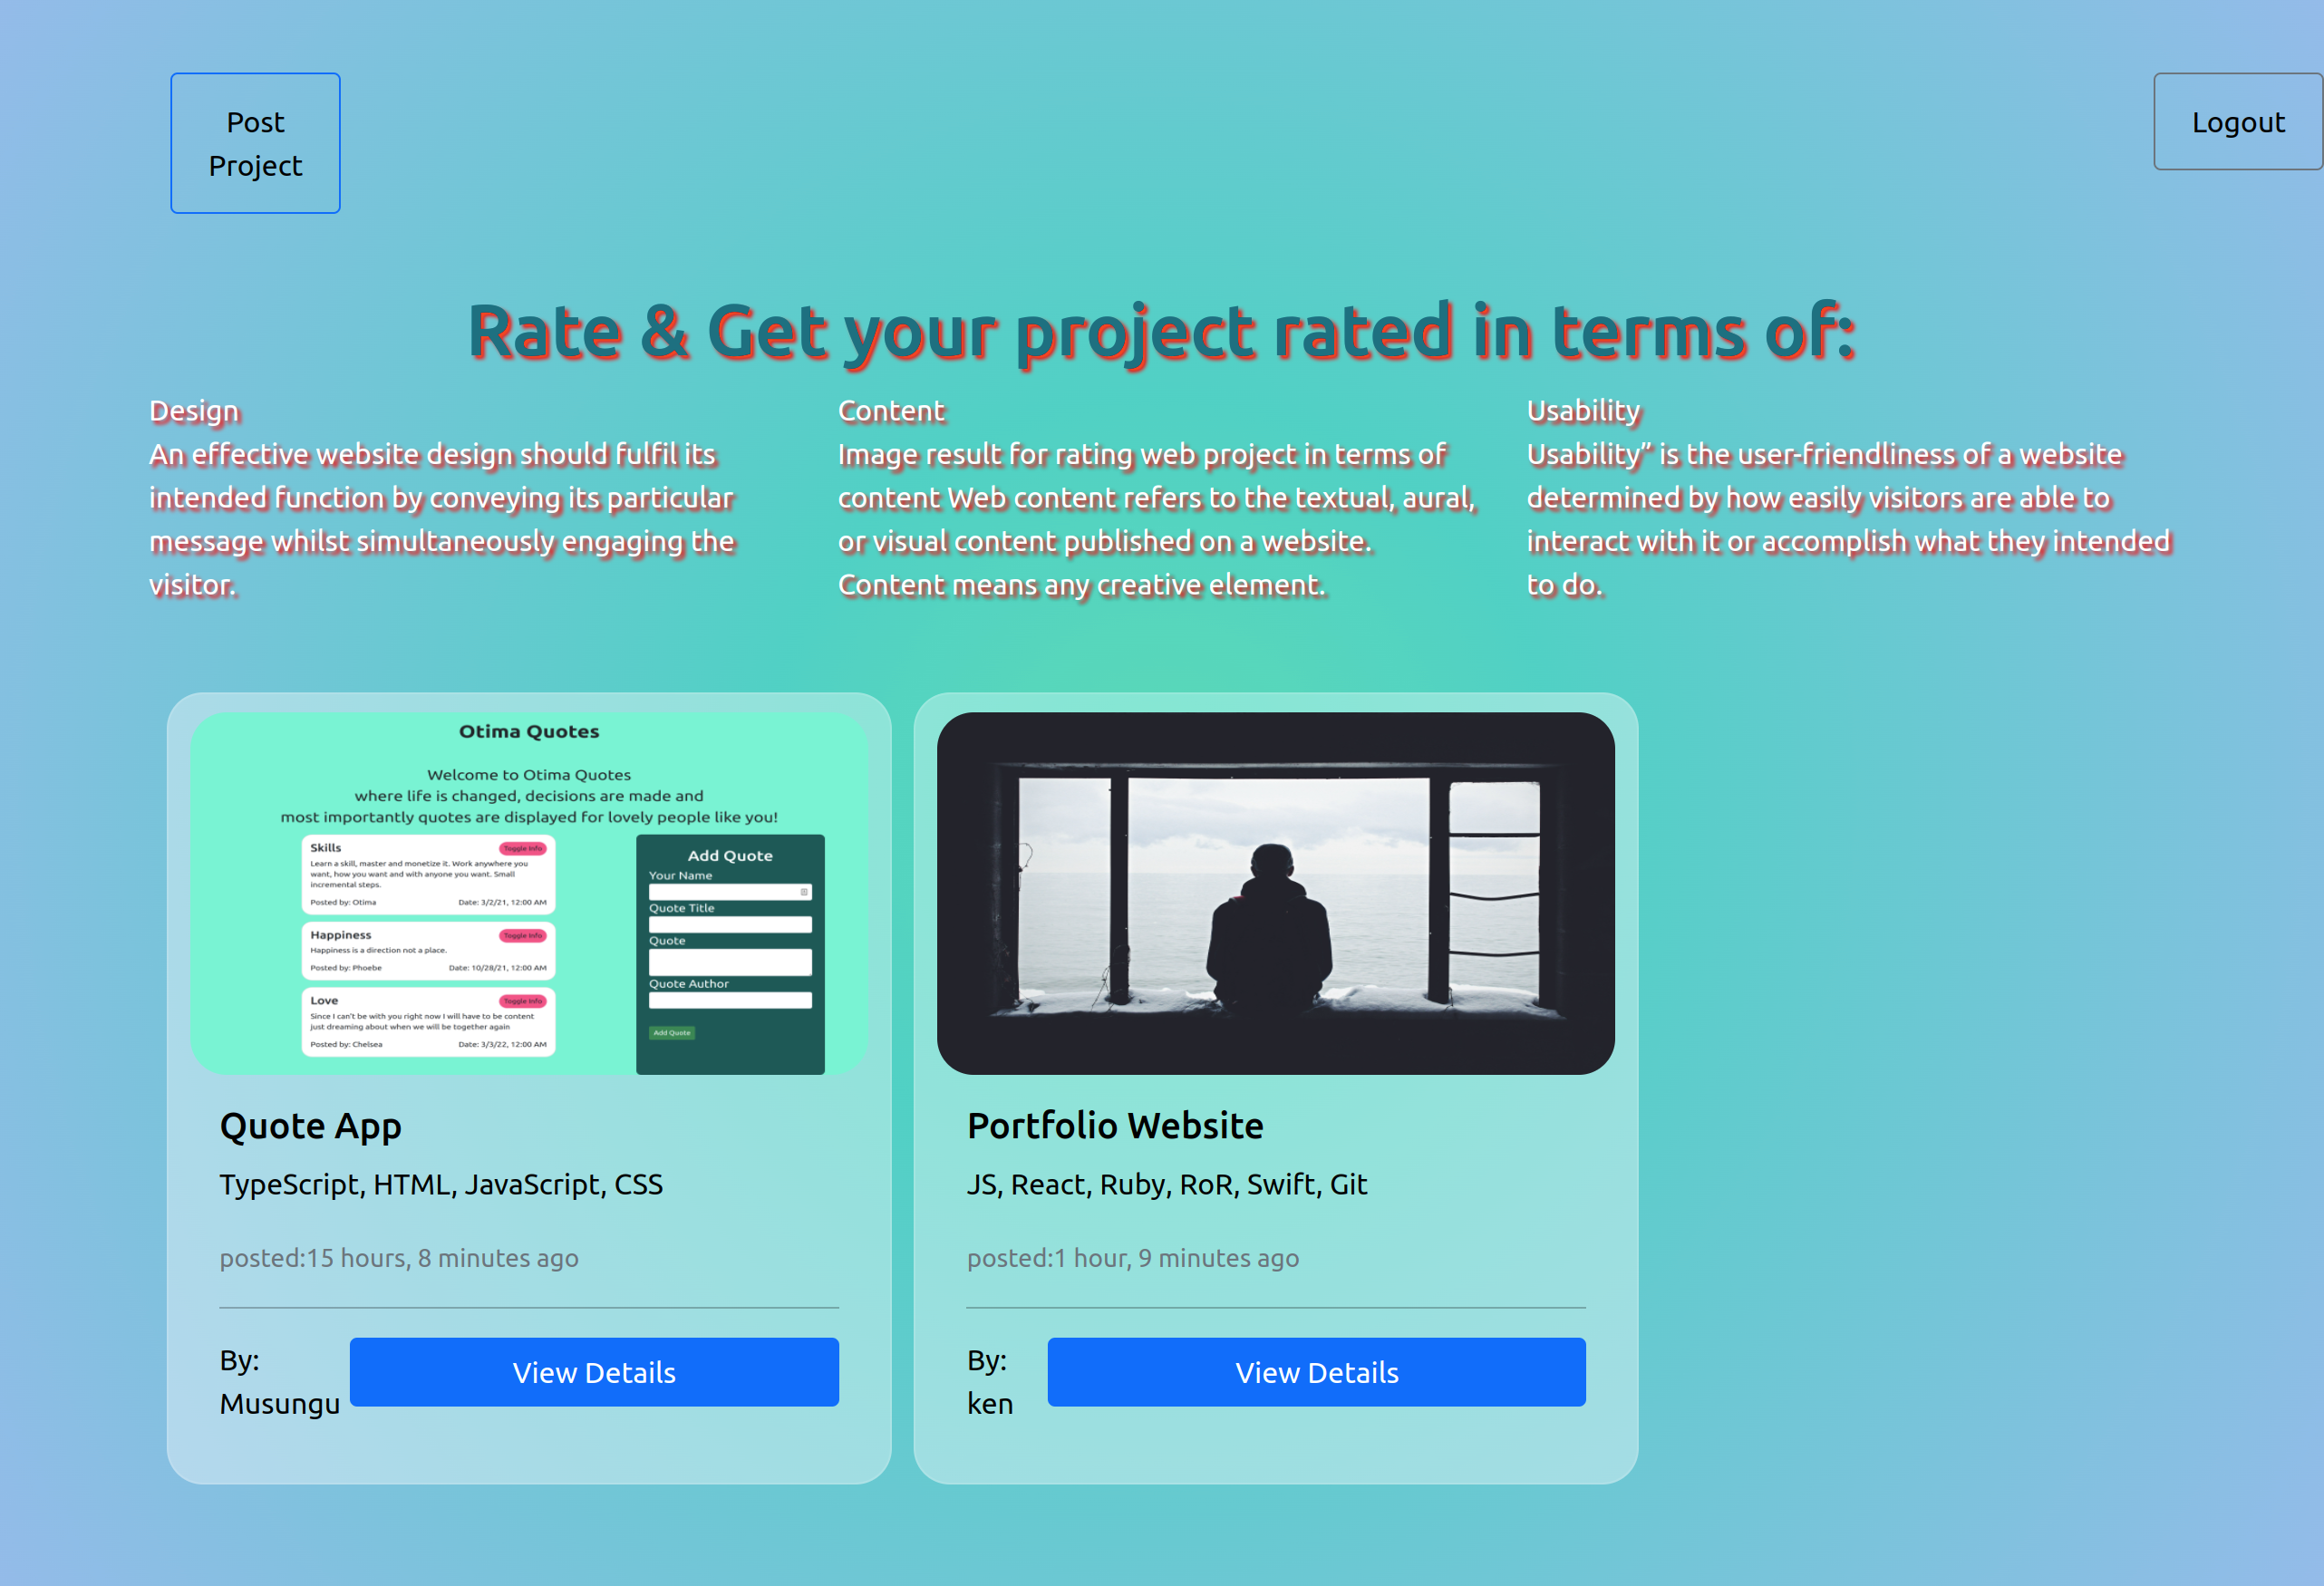 Post
Project
Logout
Rate & Get your project rated in terms of:
Design
An effective website design should fulfil its
intended function by conveying its particular
message whilst simultaneously engaging the
visitor.
Content
Image result for rating web project in terms of
content Web content refers to the textual, aural,
or visual content published on a website.
Content means any creative element.
Usability
Usability” is the user-friendliness of a website
determined by how easily visitors are able to
interact with it or accomplish what they intended
to do.
Otima Quotes
Welcome to Otima Quotes
where life is changed, decisions are made and
most importantly quotes are displayed for lovely people like you!
Skills
Toggle Info
Learn a skill, master and monetize it. Work anywhere you
want, how you want and with anyone you want. Small
incremental steps.
Posted by: Otima
Date: 3/2/21, 12:00 AM
Happiness
Toggle Info
Happiness is a direction not a place.
Posted by: Phoebe
Date: 10/28/21, 12:00 AM
Love
Toggle Info
Since I can't be with you right now I will have to be content
just dreaming about when we will be together again
Posted by: Chelsea
Date: 3/3/22, 12:00 AM
Add Quote
Your Name
Quote Title
Quote
Quote Author
Add Quote
Quote App
TypeScript, HTML, JavaScript, CSS
posted:15 hours, 8 minutes ago
By:
Musungu
View Details
Portfolio Website
JS, React, Ruby, RoR, Swift, Git
posted:1 hour, 9 minutes ago
By:
ken
View Details